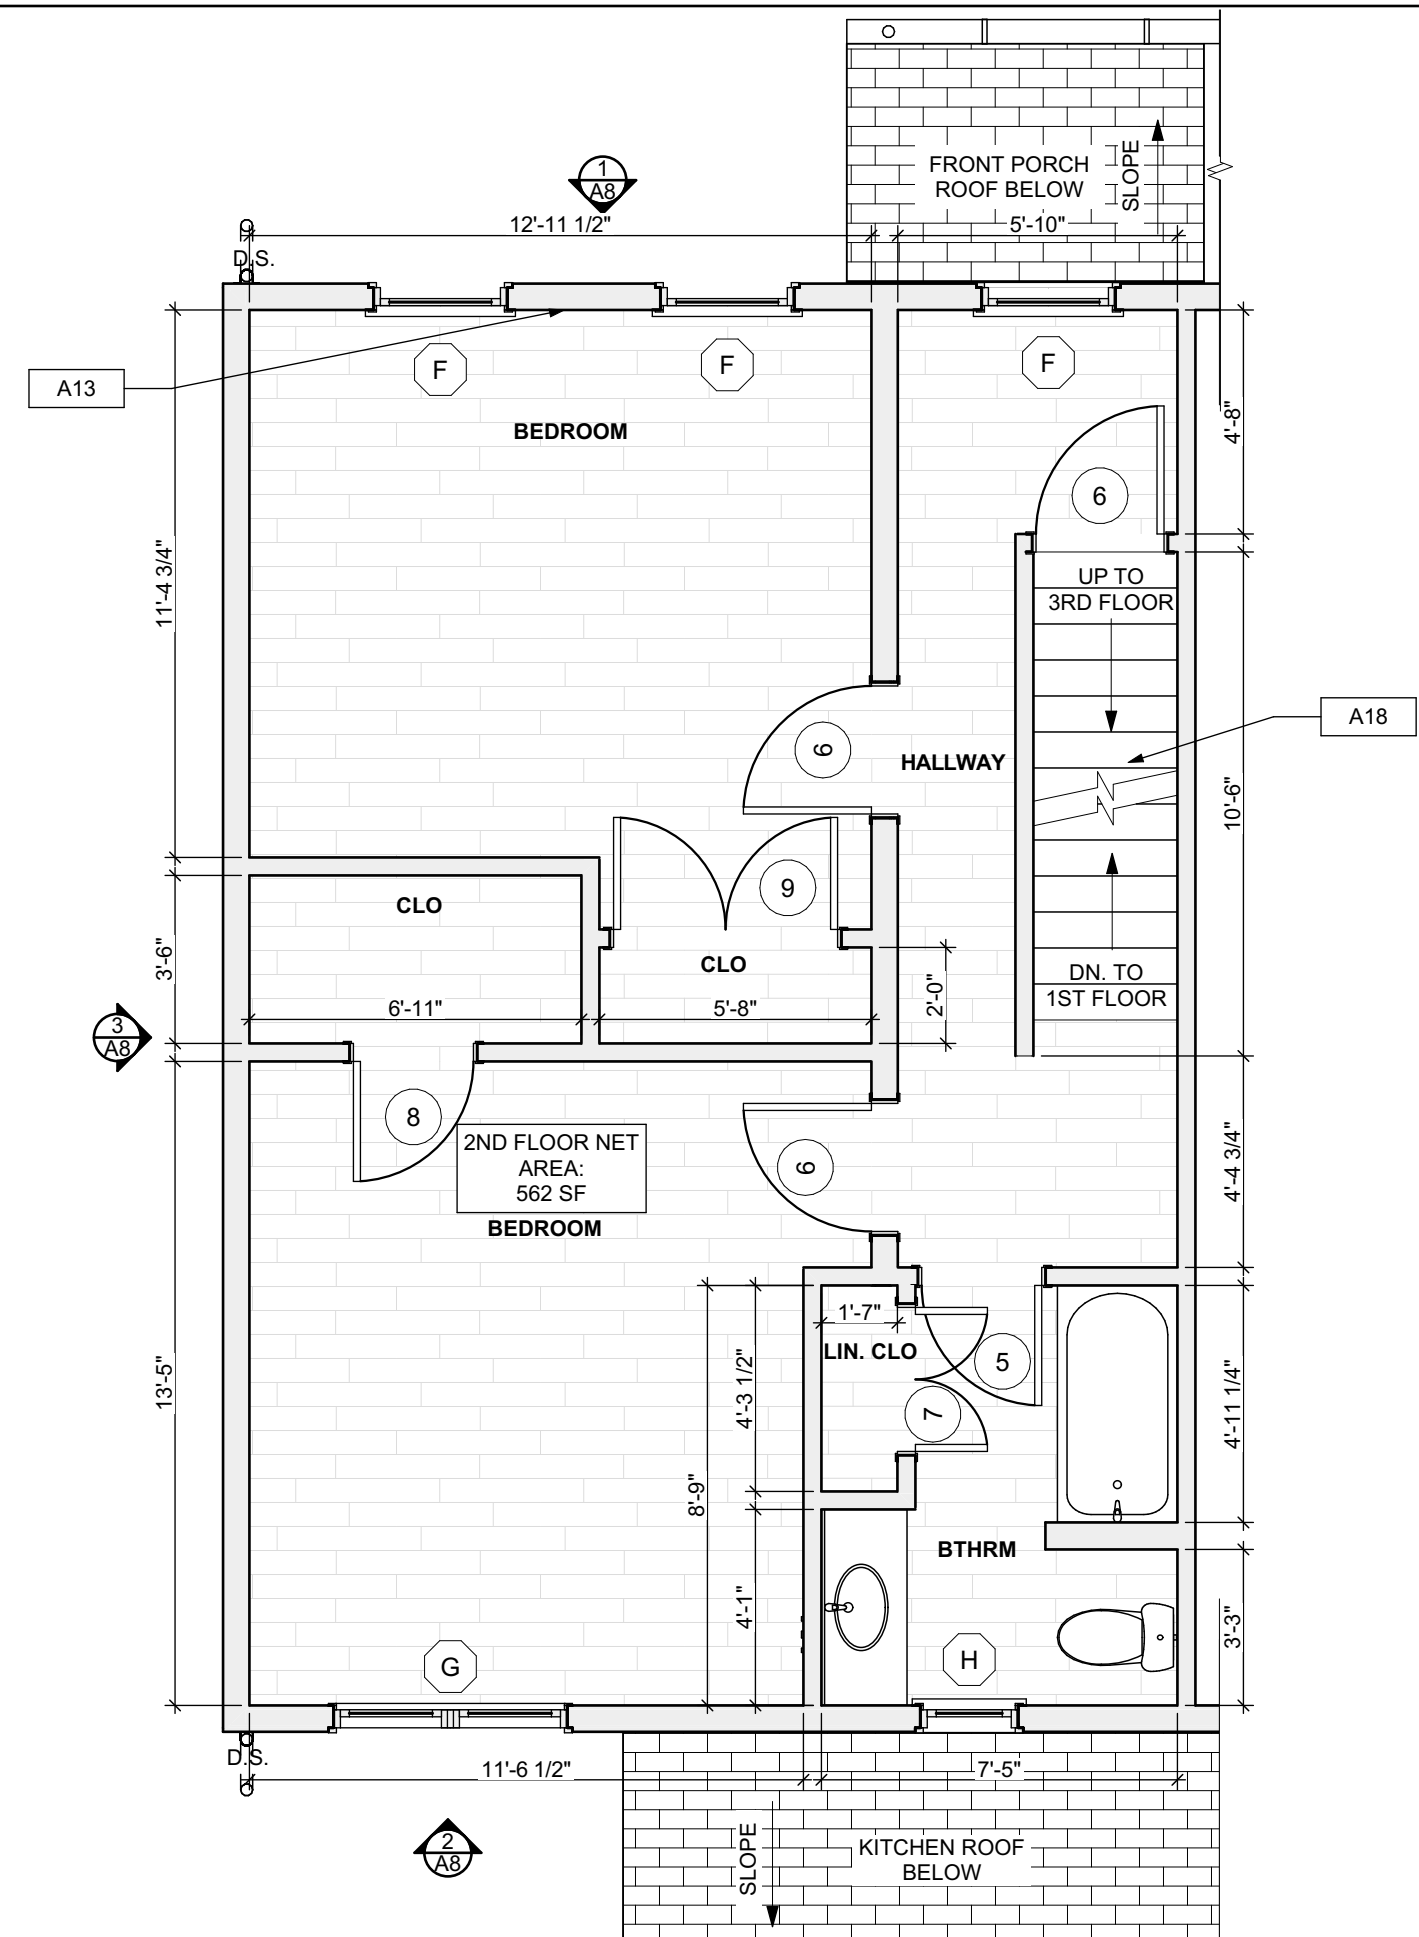 FRONT PORCH
ROOF BELOW
SLOPE
1
A8
12'-11 1/2"
5'-10"
D.S.
F
F
F
A13
BEDROOM
4'-8"
6
UP TO
3RD FLOOR
11'-4 3/4"
A18
6
HALLWAY
10'-6"
9
CLO
CLO
3'-6"
DN. TO
1ST FLOOR
2'-0"
6'-11"
5'-8"
3
A8
8
2ND FLOOR NET
AREA:
562 SF
6
4'-4 3/4"
BEDROOM
1'-7"
LIN. CLO
5
13'-5"
4'-3 1/2"
7
4'-11 1/4"
8'-9"
BTHRM
4'-1"
3'-3"
G
H
D.S.
11'-6 1/2"
7'-5"
2
A8
SLOPE
KITCHEN ROOF
BELOW